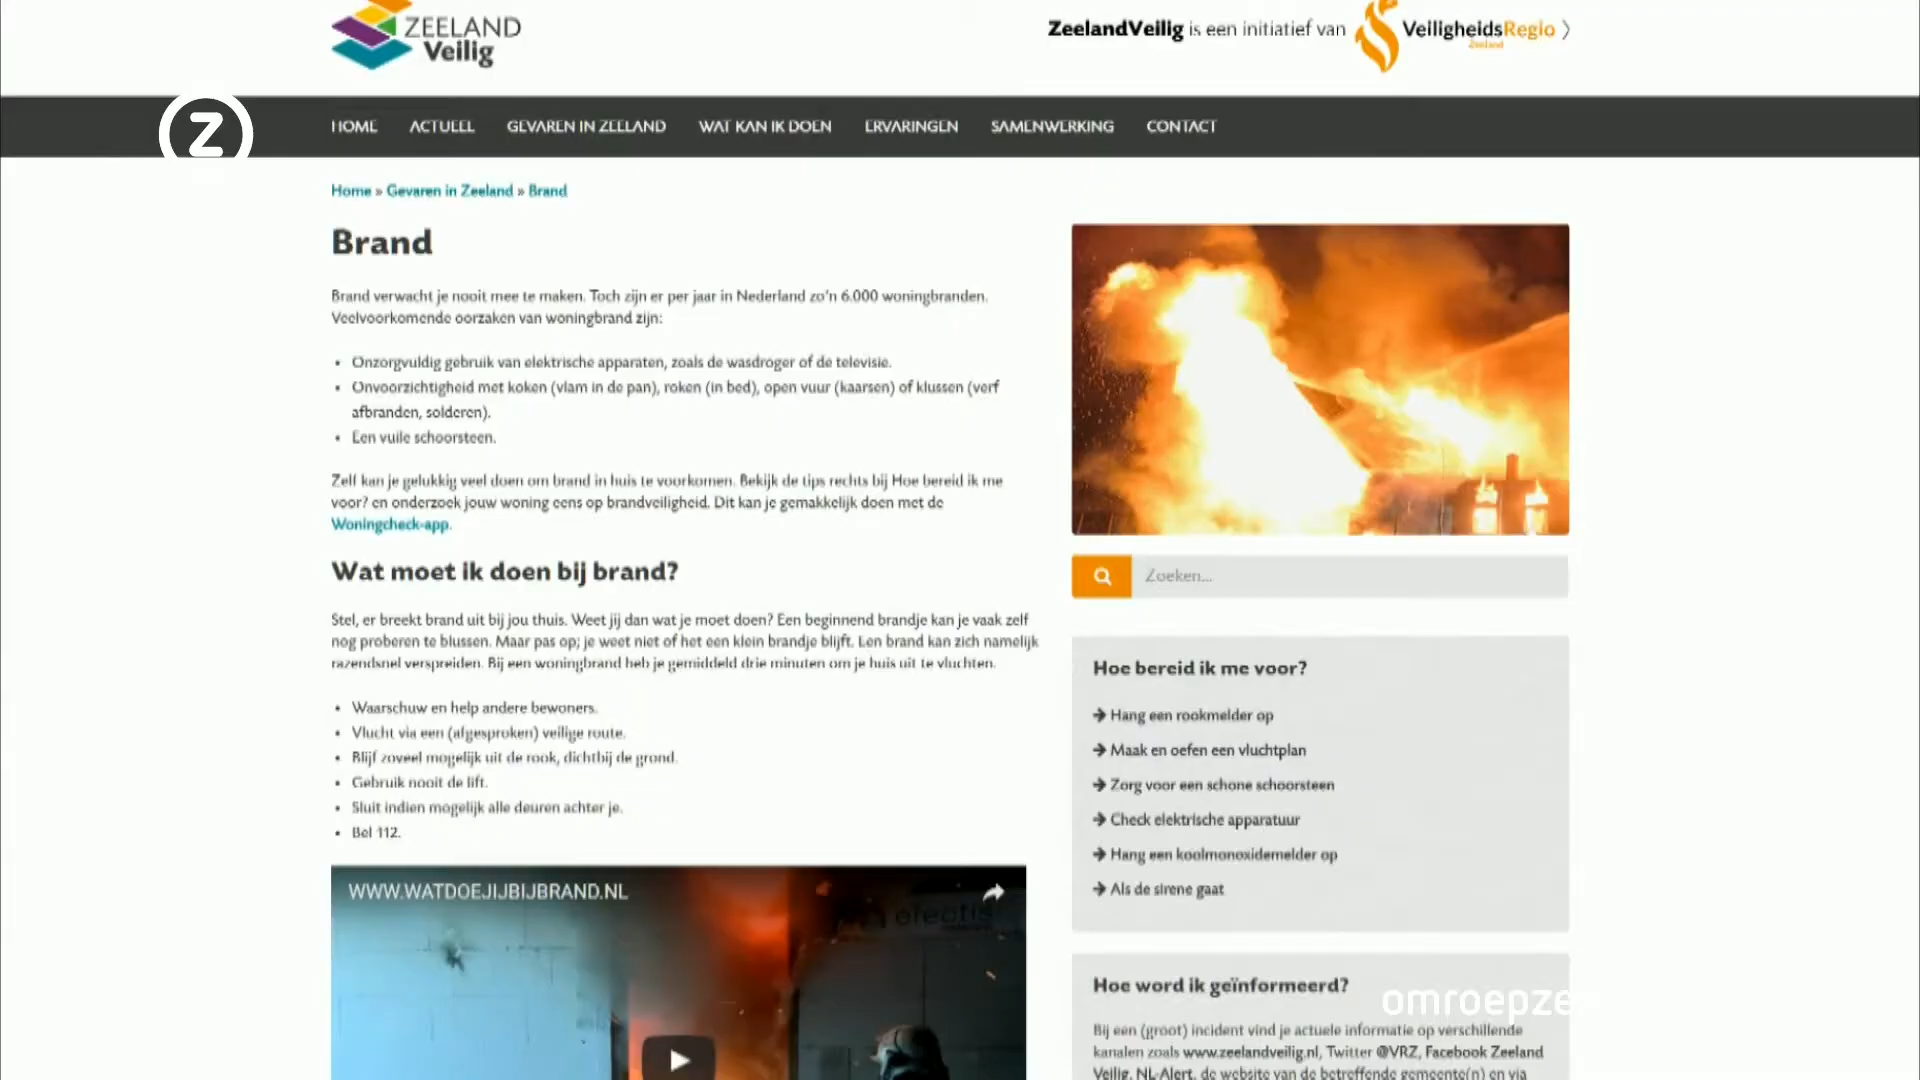 ZEELAND
Veilig
ZeelandVeilig is een initiatief van
VeiligheidsRegio
Zeeland
Z
HOME
ACTUEEL
GEVAREN IN ZEELAND
WAT KAN IK DOEN
ERVARINGEN
SAMENWERKING
CONTACT
Home » Gevaren in Zeeland » Brand
Brand
Brand verwacht je nooit mee te maken. Toch zijn er per jaar in Nederland zo'n 6.000 woningbranden.
Veelvoorkomende oorzaken van woningbrand zijn:
• Onzorgvuldig gebruik van elektrische apparaten, zoals de wasdroger of de televisie.
• Onvoorzichtigheid met koken (vlam in de pan), roken (in bed), open vuur (kaarsen) of klussen (verf
afbranden, solderen).
• Een vuile schoorsteen.
Zelf kan je gelukkig veel doen om brand in huis te voorkomen. Bekijk de tips rechts bij Hoe bereid ik me
voor? en onderzoek jouw woning eens op brandveiligheid. Dit kan je gemakkelijk doen met de
Woningcheck-app.
Wat moet ik doen bij brand?
Stel, er breekt brand uit bij jou thuis. Weet jij dan wat je moet doen? Een beginnend brandje kan je vaak zelf
nog proberen te blussen. Maar pas op; je weet niet of het een klein brandje blijft. Een brand kan zich namelijk
razendsnel verspreiden. Bij een woningbrand heb je gemiddeld drie minuten om je huis uit te vluchten.
• Waarschuw en help andere bewoners.
• Vlucht via een (afgesproken) veilige route.
• Blijf zoveel mogelijk uit de rook, dichtbij de grond.
• Gebruik nooit de lift.
• Sluit indien mogelijk alle deuren achter je.
• Bel 112.
WWW.WATDOEJIJBIJBRAND.NL
efectis
Zoeken...
Hoe bereid ik me voor?
Hang een rookmelder op
Maak en oefen een vluchtplan
Zorg voor een schone schoorsteen
Check elektrische apparatuur
Hang een koolmonoxidemelder op
Als de sirene gaat
Hoe word ik geïnformeerd?
omroepze
Bij een (groot) incident vind je actuele informatie op verschillende
kanalen zoals www.zeelandveilig.nl, Twitter @VRZ, Facebook Zeeland
Veilig, NL-Alert, de website van de betreffende gemeente(n) en via